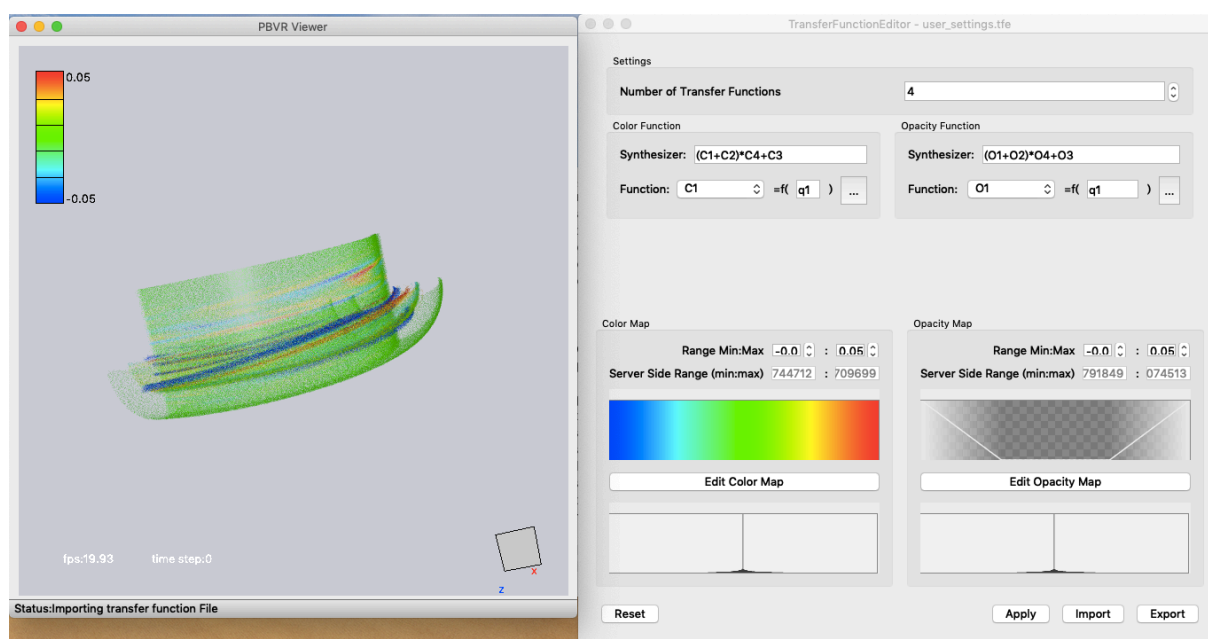 PBVR Viewer
0.05
-0.05
fps:19.93 time step:0
x
z
Status:Importing transfer function File
TransferFunctionEditor - user_settings.tfe
Settings
Number of Transfer Functions 4
Color Function Opacity Function
Synthesizer: (C1+C2)*C4+C3 Synthesizer: (O1+O2)*O4+O3
Function: C1 =f( q1 ) ... Function: O1 =f( q1 ) ...
Color Map Opacity Map
Range Min:Max -0.0 : 0.05 Range Min:Max -0.0 : 0.05
Server Side Range (min:max) 744712 : 709699 Server Side Range (min:max) 791849 : 074513
Edit Color Map Edit Opacity Map
Reset Apply Import Export